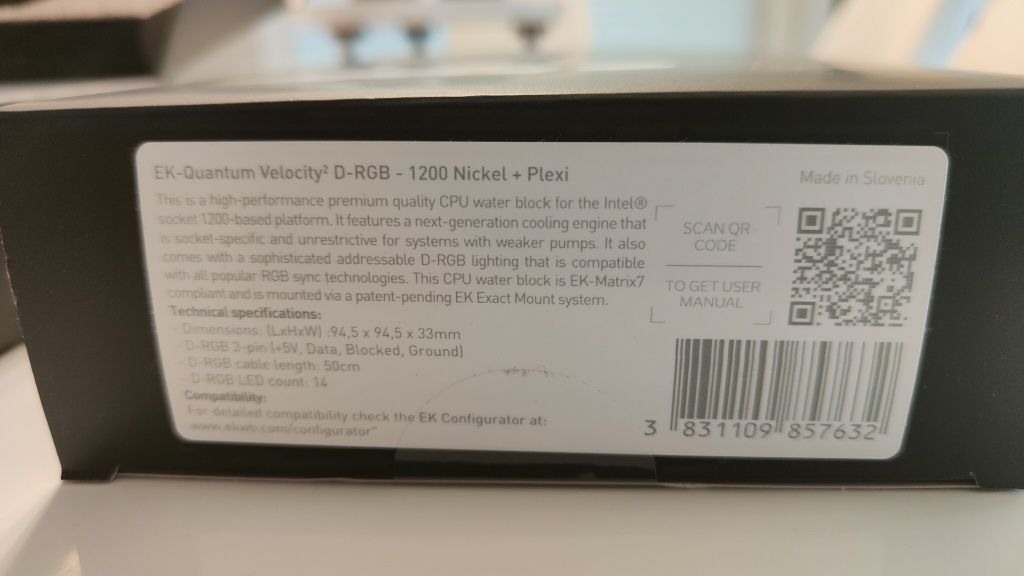 EK-Quantum Velocity² D-RGB - 1200 Nickel + Plexi
Made in Slovenia
This is a high-performance premium quality CPU water block for the Intel®
socket 1200-based platform. It features a next-generation cooling engine that
is socket-specific and unrestrictive for systems with weaker pumps. It also
comes with a sophisticated addressable D-RGB lighting that is compatible
with all popular RGB sync technologies. This CPU water block is EK-Matrix7
compliant and is mounted via a patent-pending EK Exact Mount system.
Technical specifications:
- Dimensions: (LxHxW) :94,5 x 94,5 x 33mm
- D-RGB 3-pin (+5V, Data, Blocked, Ground)
- D-RGB cable length: 50cm
- D-RGB LED count: 14
Compatibility:
For detailed compatibility check the EK Configurator at:
www.ekwb.com/configurator"
SCAN QR
CODE
TO GET USER
MANUAL
3 831109 857632